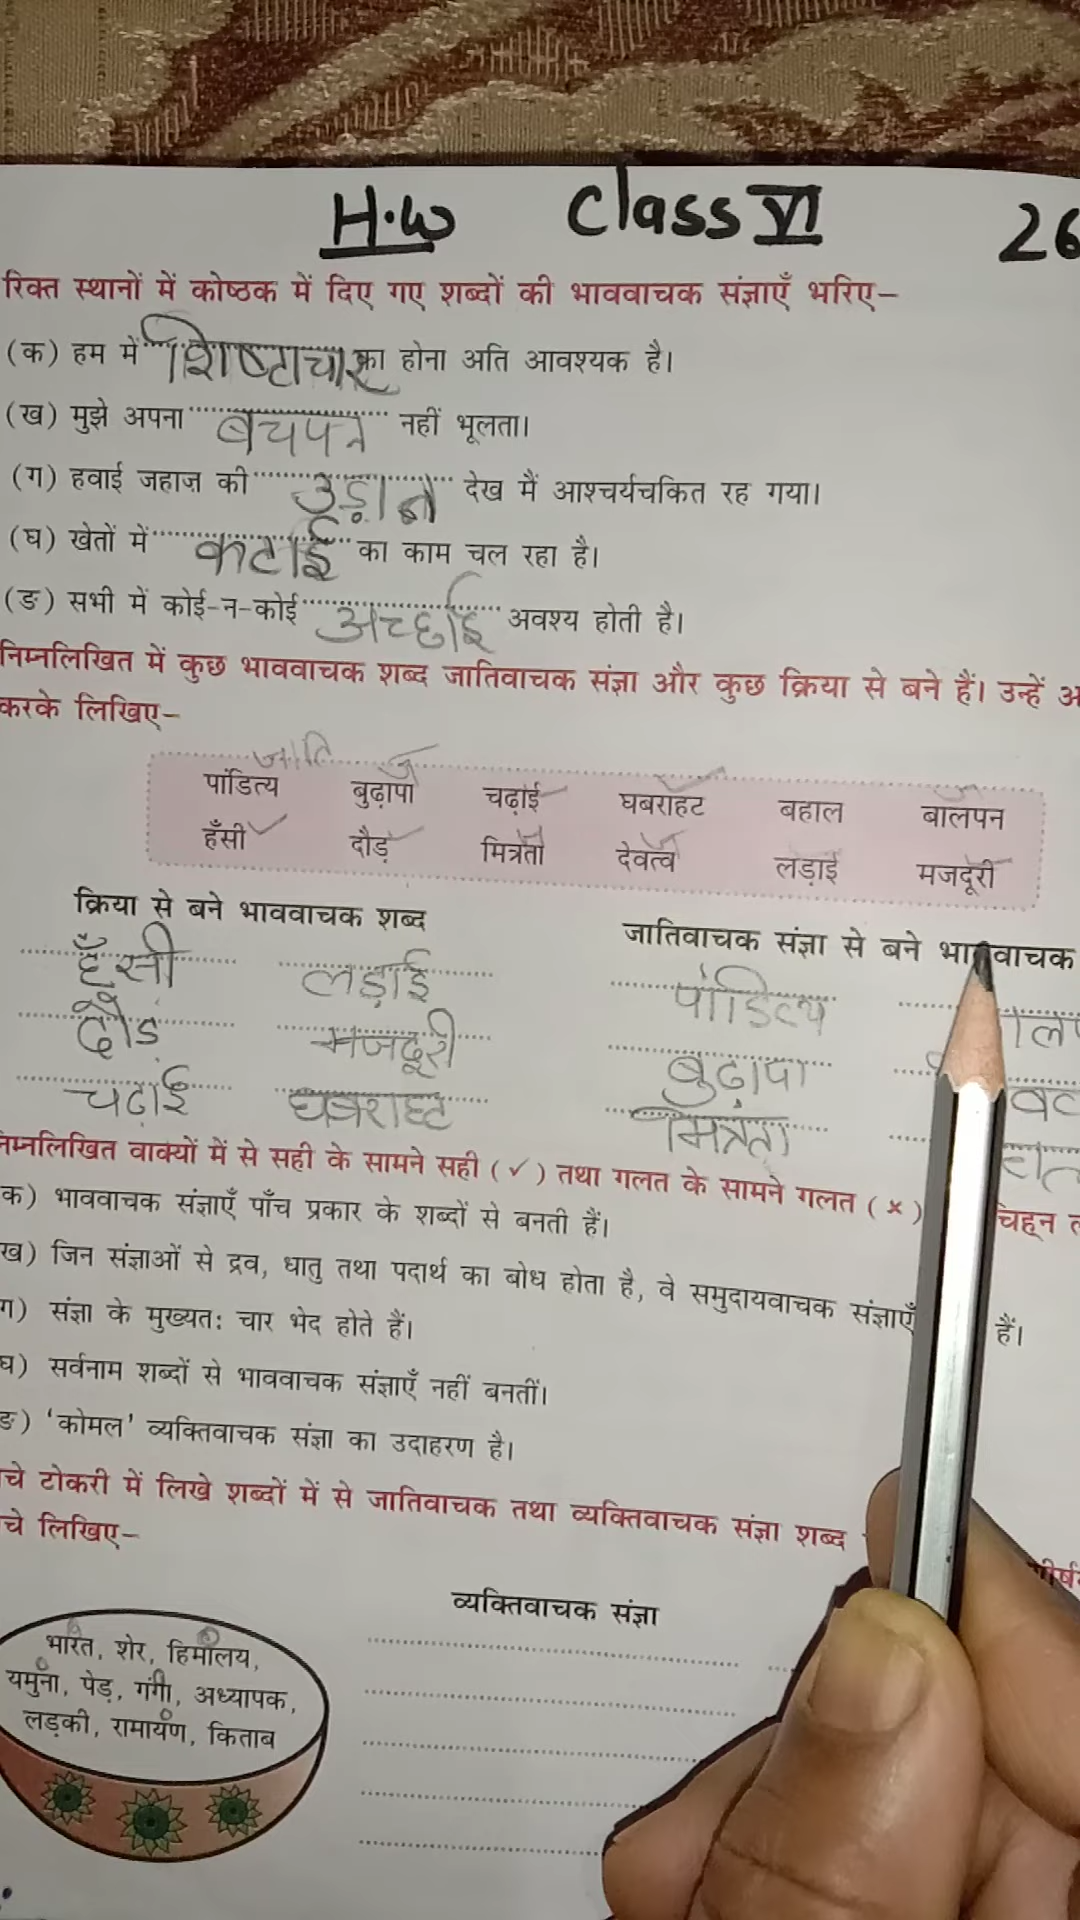 H.W Class VI 26
रिक्त स्थानों में कोष्ठक में दिए गए शब्दों की भाववाचक संज्ञाएँ भरिए–
(क) हम में शिष्टाचार का होना अति आवश्यक है।
(ख) मुझे अपना बचपन नहीं भूलता।
(ग) हवाई जहाज़ की उड़ान देख मैं आश्चर्यचकित रह गया।
(घ) खेतों में कटाई का काम चल रहा है।
(ङ) सभी में कोई-न-कोई अच्छाई अवश्य होती है।
निम्नलिखित में कुछ भाववाचक शब्द जातिवाचक संज्ञा और कुछ क्रिया से बने हैं। उन्हें
करके लिखिए–
जाति
पांडित्य बुढ़ापा चढ़ाई घबराहट बहाल बालपन
हँसी दौड़ मित्रता देवत्व लड़ाई मजदूरी
क्रिया से बने भाववाचक शब्द जातिवाचक संज्ञा से बने भाववाचक
हँसी लड़ाई पांडित्य
दौड़ मजदूरी बुढ़ापा
चढ़ाई घबराहट मित्रता
निम्नलिखित वाक्यों में से सही के सामने सही (✓) तथा गलत के सामने गलत (×) चिह्न
क) भाववाचक संज्ञाएँ पाँच प्रकार के शब्दों से बनती हैं।
ख) जिन संज्ञाओं से द्रव, धातु तथा पदार्थ का बोध होता है, वे समुदायवाचक संज्ञाएँ हैं।
ग) संज्ञा के मुख्यतः चार भेद होते हैं।
घ) सर्वनाम शब्दों से भाववाचक संज्ञाएँ नहीं बनतीं।
ङ) ‘कोमल’ व्यक्तिवाचक संज्ञा का उदाहरण है।
चे टोकरी में लिखे शब्दों में से जातिवाचक तथा व्यक्तिवाचक संज्ञा शब्द
चे लिखिए–
व्यक्तिवाचक संज्ञा
भारत, शेर, हिमालय,
यमुना, पेड़, गंगा, अध्यापक,
लड़की, रामायण, किताब